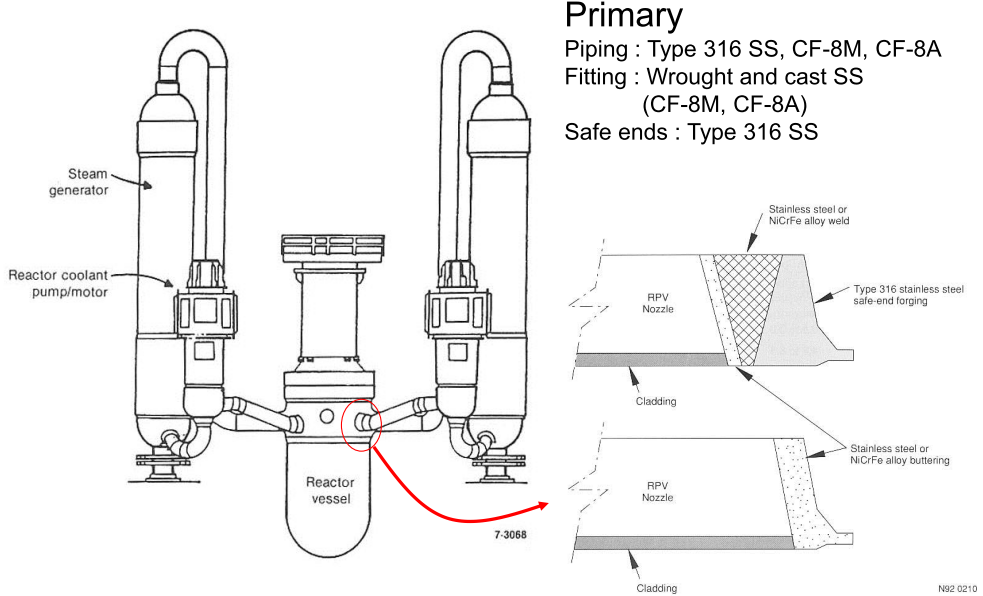 Primary
Piping : Type 316 SS, CF-8M, CF-8A
Fitting : Wrought and cast SS
(CF-8M, CF-8A)
Safe ends : Type 316 SS
Steam
generator
Reactor coolant
pump/motor
Reactor
vessel
7-3068
Stainless steel or
NiCrFe alloy weld
RPV
Nozzle
Type 316 stainless steel
safe-end forging
Cladding
Stainless steel or
NiCrFe alloy buttering
RPV
Nozzle
Cladding
N92 0210